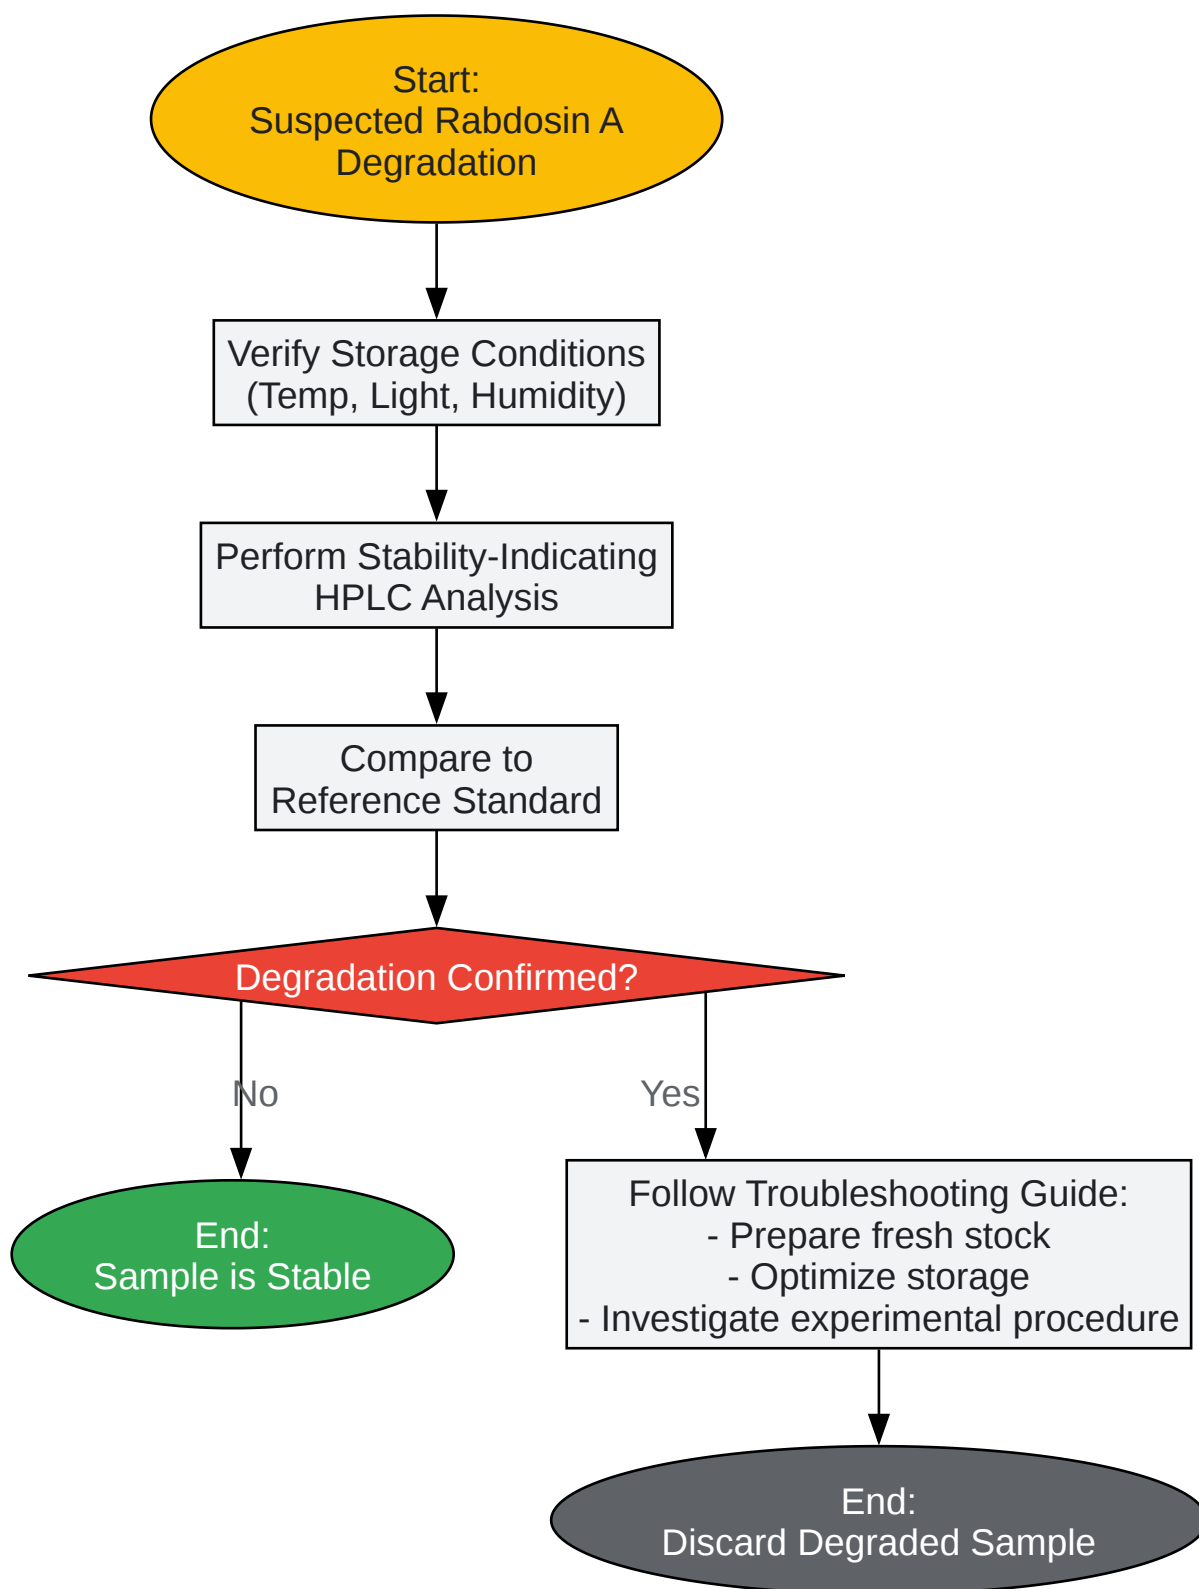 Start:
Suspected Rabdosin A
Degradation
Verify Storage Conditions
(Temp, Light, Humidity)
Perform Stability-Indicating
HPLC Analysis
Compare to
Reference Standard
Degradation Confirmed?
No
Yes
Follow Troubleshooting Guide:
- Prepare fresh stock
- Optimize storage
- Investigate experimental procedure
End:
Sample is Stable
End:
Discard Degraded Sample